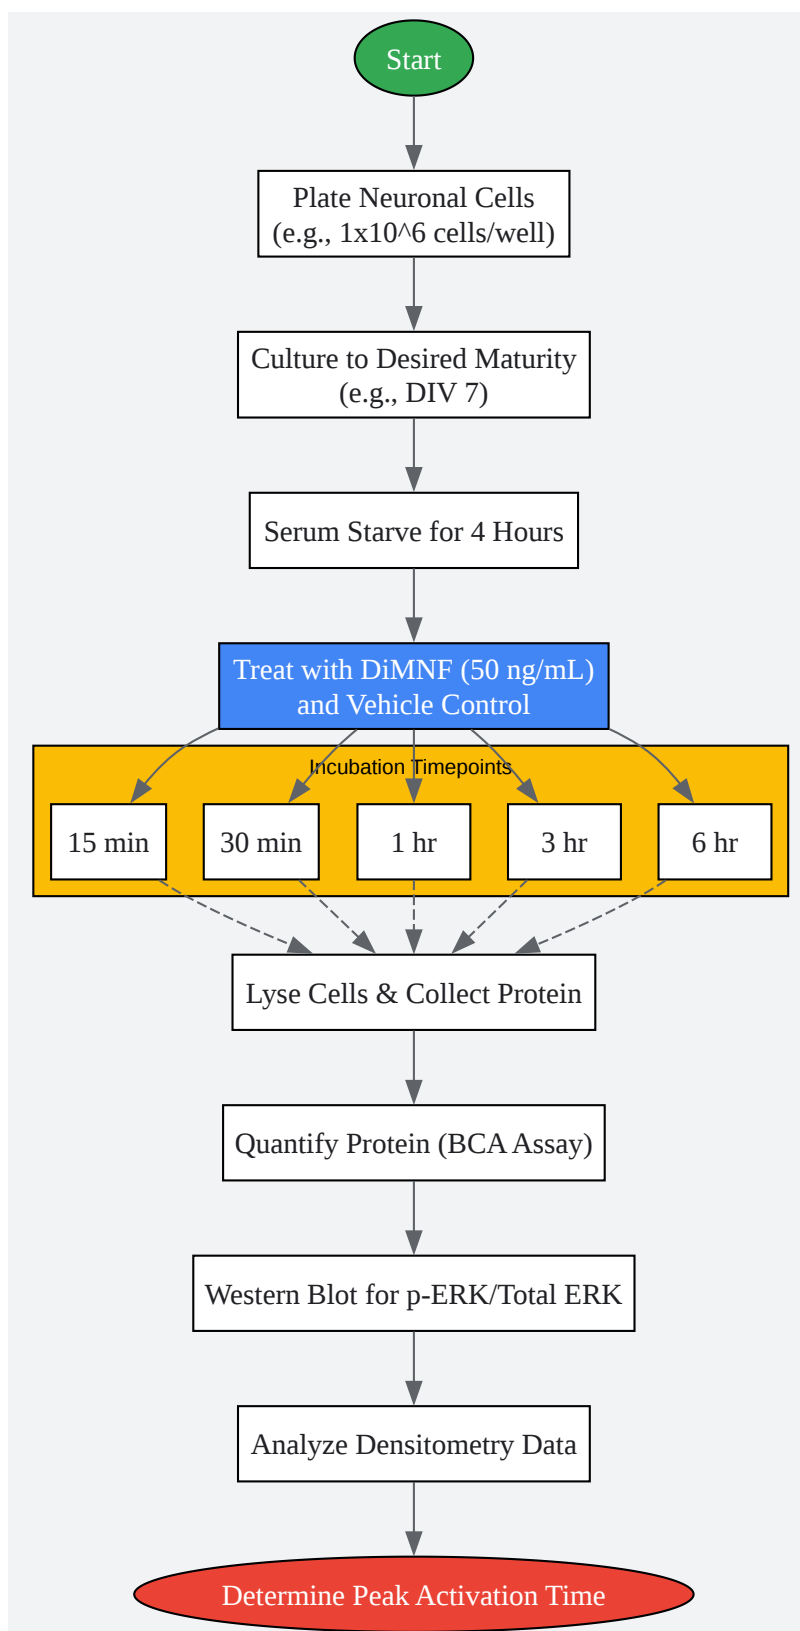 Start
Plate Neuronal Cells
(e.g., 1x10^6 cells/well)
Culture to Desired Maturity
(e.g., DIV 7)
Serum Starve for 4 Hours
Treat with DiMNF (50 ng/mL)
and Vehicle Control
Incubation Timepoints
15 min
30 min
1 hr
3 hr
6 hr
Lyse Cells & Collect Protein
Quantify Protein (BCA Assay)
Western Blot for p-ERK/Total ERK
Analyze Densitometry Data
Determine Peak Activation Time